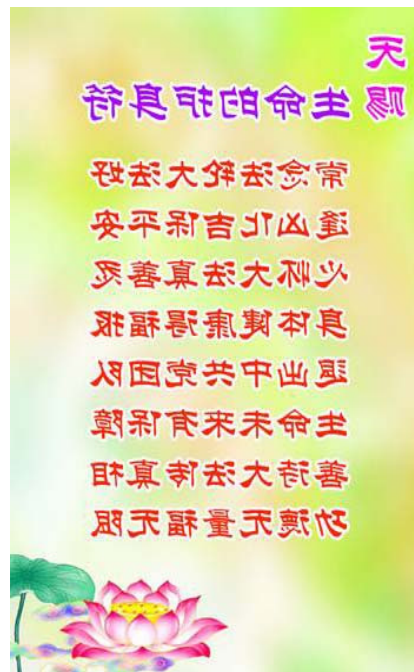 天赐
生命的护身符
常念法轮大法好
逢凶化吉保平安
心怀大法真善忍
身体健康得福报
退出中共党团队
生命未来有保障
善待大法传真相
功德无量福无限